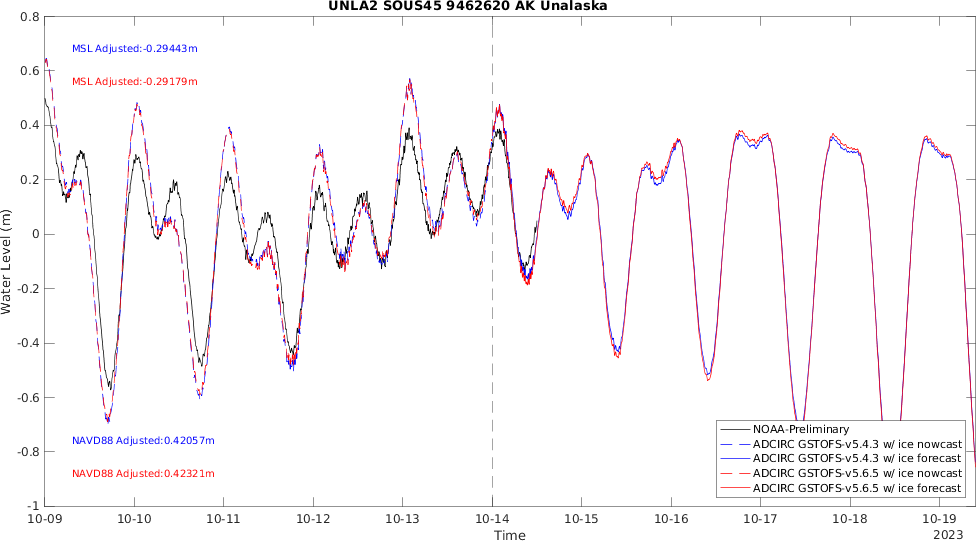 UNLA2 SOUS45 9462620 AK Unalaska
0.8
0.6
0.4
0.2
0
-0.2
-0.4
-0.6
-0.8
-1
Water Level (m)
MSL Adjusted:-0.29443m
MSL Adjusted:-0.29179m
NAVD88 Adjusted:0.42057m
NAVD88 Adjusted:0.42321m
NOAA-Preliminary
ADCIRC GSTOFS-v5.4.3 w/ ice nowcast
ADCIRC GSTOFS-v5.4.3 w/ ice forecast
ADCIRC GSTOFS-v5.6.5 w/ ice nowcast
ADCIRC GSTOFS-v5.6.5 w/ ice forecast
10-09 10-10 10-11 10-12 10-13 10-14 10-15 10-16 10-17 10-18 10-19
Time
2023